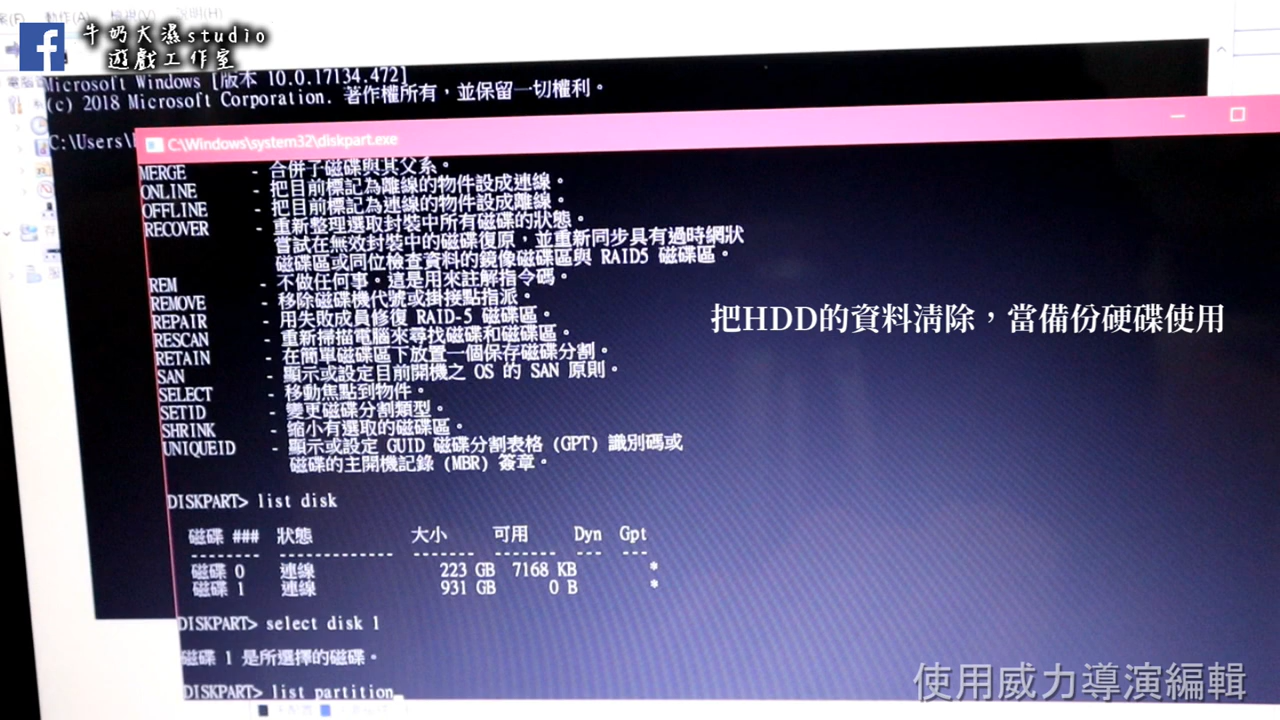 動作(A) 檢視(V) 說明(H)
牛奶大濕studio
遊戲工作室
Microsoft Windows [版本 10.0.17134.472]
(c) 2018 Microsoft Corporation. 著作權所有，並保留一切權利。
C:\Users\
C:\Windows\system32\diskpart.exe
MERGE - 合併子磁碟與其父系。
ONLINE - 把目前標記為離線的物件設成連線。
OFFLINE - 把目前標記為連線的物件設成離線。
RECOVER - 重新整理選取封裝中所有磁碟的狀態。
嘗試在無效封裝中的磁碟復原，並重新同步具有過時網狀
磁碟區或同位檢查資料的鏡像磁碟區與 RAID5 磁碟區。
REM - 不做任何事。這是用來註解指令碼。
REMOVE - 移除磁碟機代號或掛接點指派。
REPAIR - 用失敗成員修復 RAID-5 磁碟區。
RESCAN - 重新掃描電腦來尋找磁碟和磁碟區。
RETAIN - 在簡單磁碟區下放置一個保存磁碟分割。
SAN - 顯示或設定目前開機之 OS 的 SAN 原則。
SELECT - 移動焦點到物件。
SETID - 變更磁碟分割類型。
SHRINK - 縮小有選取的磁碟區。
UNIQUEID - 顯示或設定 GUID 磁碟分割表格 (GPT) 識別碼或
磁碟的主開機記錄 (MBR) 簽章。
把HDD的資料清除，當備份硬碟使用
DISKPART> list disk
磁碟 ### 狀態 大小 可用 Dyn Gpt
-------- ------------- ------- ------- --- ---
磁碟 0 連線 223 GB 7168 KB *
磁碟 1 連線 931 GB 0 B *
DISKPART> select disk 1
磁碟 1 是所選擇的磁碟。
DISKPART> list partition_
使用威力導演編輯